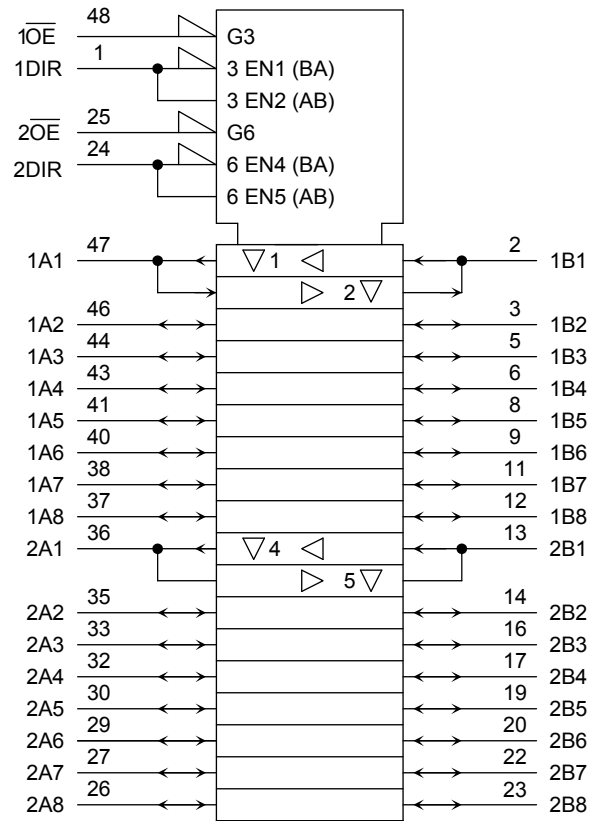 1O̅E̅ 48 G3
1DIR 1 3 EN1 (BA)
3 EN2 (AB)
2O̅E̅ 25 G6
2DIR 24 6 EN4 (BA)
6 EN5 (AB)
1A1 47 ▽ 1 ◁ 2 1B1
▷ 2 ▽
1A2 46 3 1B2
1A3 44 5 1B3
1A4 43 6 1B4
1A5 41 8 1B5
1A6 40 9 1B6
1A7 38 11 1B7
1A8 37 12 1B8
2A1 36 ▽ 4 ◁ 13 2B1
▷ 5 ▽
2A2 35 14 2B2
2A3 33 16 2B3
2A4 32 17 2B4
2A5 30 19 2B5
2A6 29 20 2B6
2A7 27 22 2B7
2A8 26 23 2B8